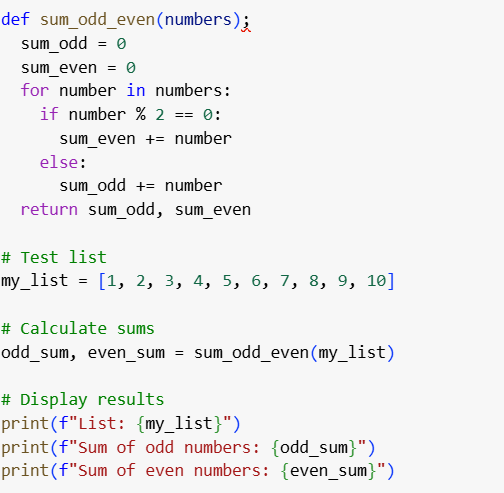 def sum_odd_even(numbers);
  sum_odd = 0
  sum_even = 0
  for number in numbers:
    if number % 2 == 0:
      sum_even += number
    else:
      sum_odd += number
  return sum_odd, sum_even

# Test list
my_list = [1, 2, 3, 4, 5, 6, 7, 8, 9, 10]

# Calculate sums
odd_sum, even_sum = sum_odd_even(my_list)

# Display results
print(f"List: {my_list}")
print(f"Sum of odd numbers: {odd_sum}")
print(f"Sum of even numbers: {even_sum}")